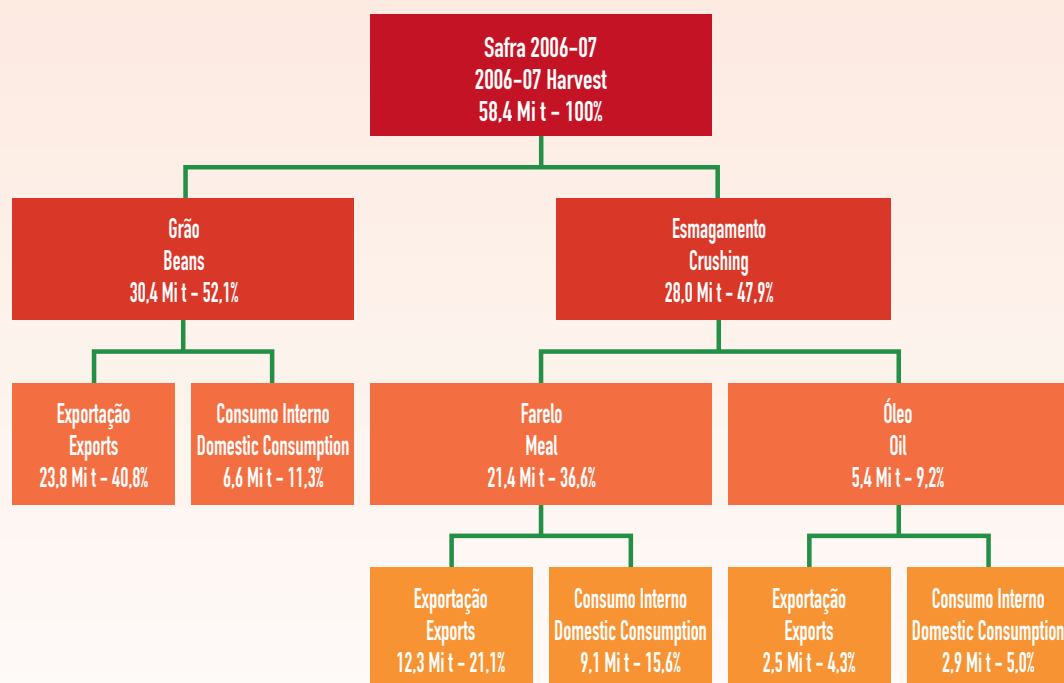 Safra 2006-07
2006-07 Harvest
58,4 Mi t - 100%
Grão
Beans
30,4 Mi t - 52,1%
Esmagamento
Crushing
28,0 Mi t - 47,9%
Exportação
Exports
23,8 Mi t - 40,8%
Consumo Interno
Domestic Consumption
6,6 Mi t - 11,3%
Farelo
Meal
21,4 Mi t - 36,6%
Óleo
Oil
5,4 Mi t - 9,2%
Exportação
Exports
12,3 Mi t - 21,1%
Consumo Interno
Domestic Consumption
9,1 Mi t - 15,6%
Exportação
Exports
2,5 Mi t - 4,3%
Consumo Interno
Domestic Consumption
2,9 Mi t - 5,0%